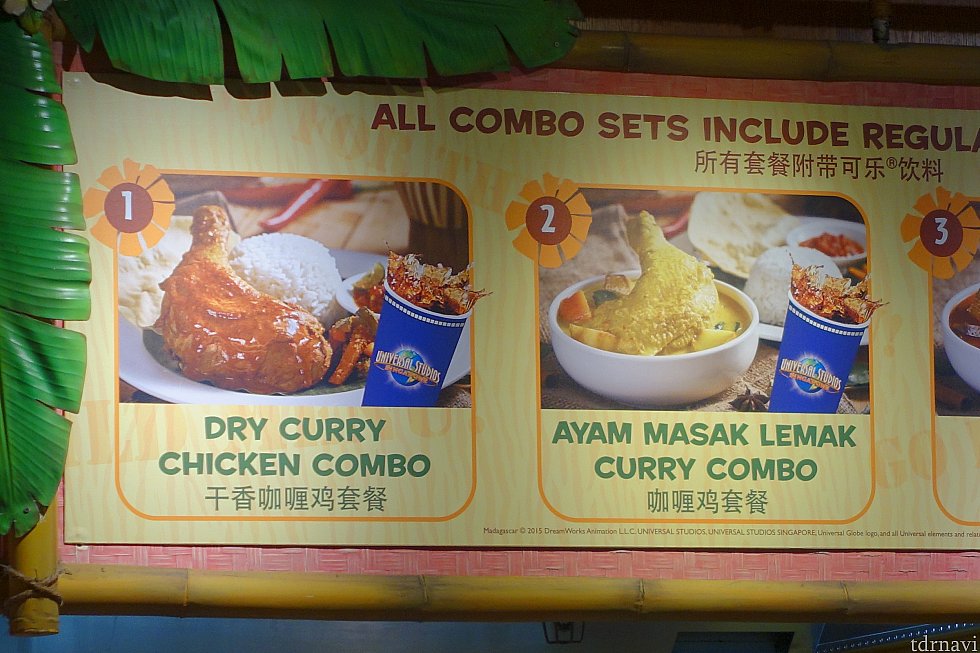 ALL COMBO SETS INCLUDE REGULA
所有套餐附带可乐®饮料
1
2
3
UNIVERSAL STUDIOS
SINGAPORE
UNIVERSAL STUDIOS
SINGAPORE
DRY CURRY
CHICKEN COMBO
干香咖喱鸡套餐
AYAM MASAK LEMAK
CURRY COMBO
咖喱鸡套餐
Madagascar © 2015 DreamWorks Animation L.L.C. UNIVERSAL STUDIOS, UNIVERSAL STUDIOS SINGAPORE, Universal Globe logo, and all Universal elements and relat
tdrnavi